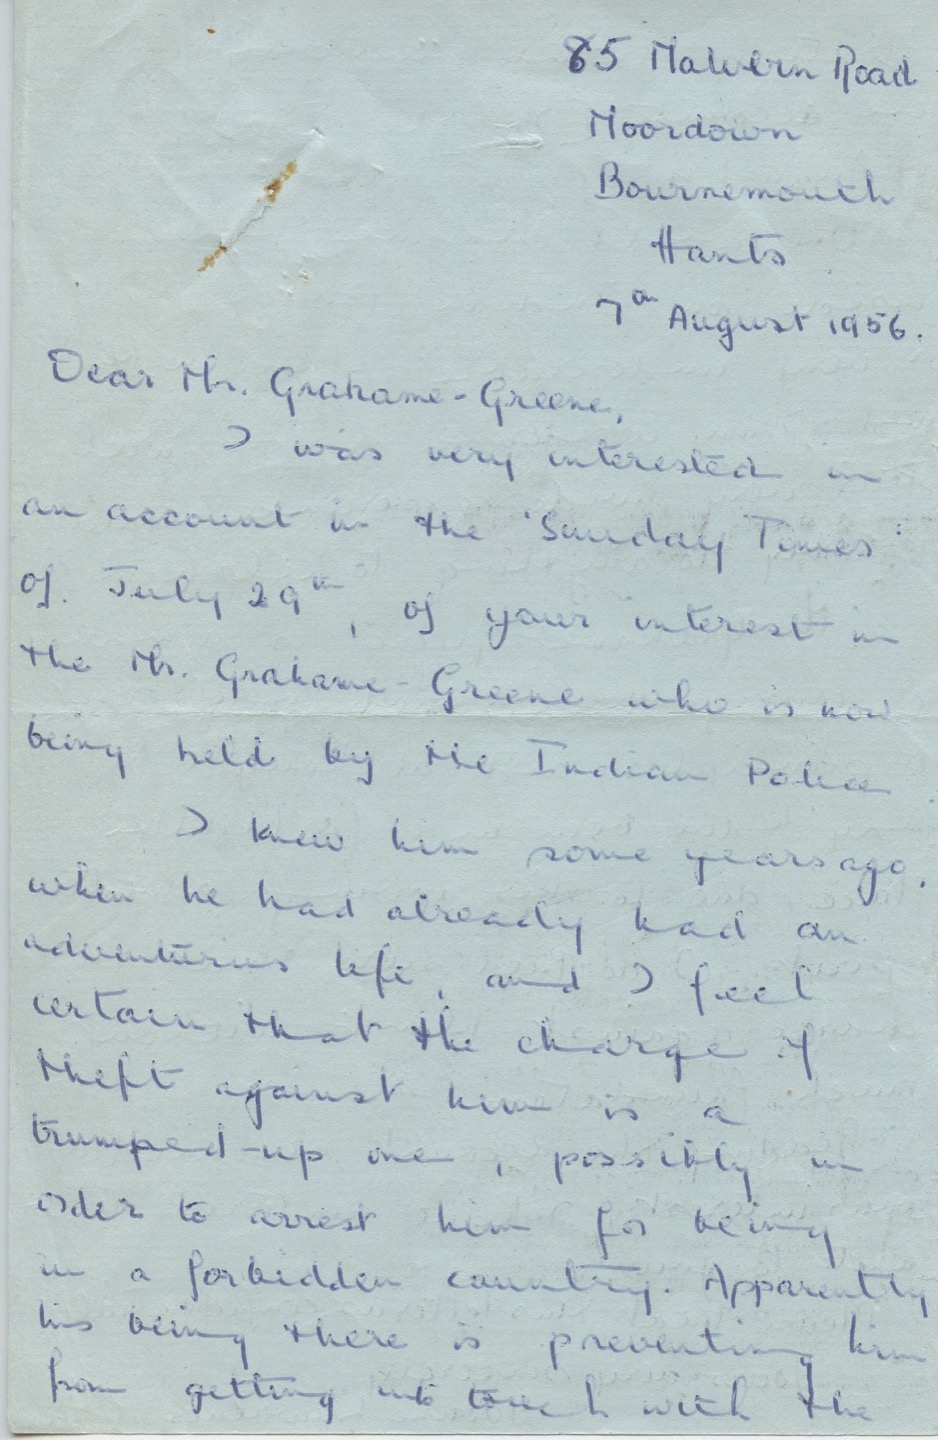 85 Malvern Road
Moordown
Bournemouth
Hants
7th August 1956.
Dear Mr. Grahame-Greene,
I was very interested in
an account in the 'Sunday Times'
of July 29th, of your interest in
the Mr. Grahame-Greene who is now
being held by the Indian Police.
I knew him some years ago,
when he had already had an
adventurus life, and I feel
certain that the charge of
theft against him is a
trumped-up one, possibly in
order to arrest him for being
in a forbidden country. Apparently
his being there is preventing him
from getting into touch with the